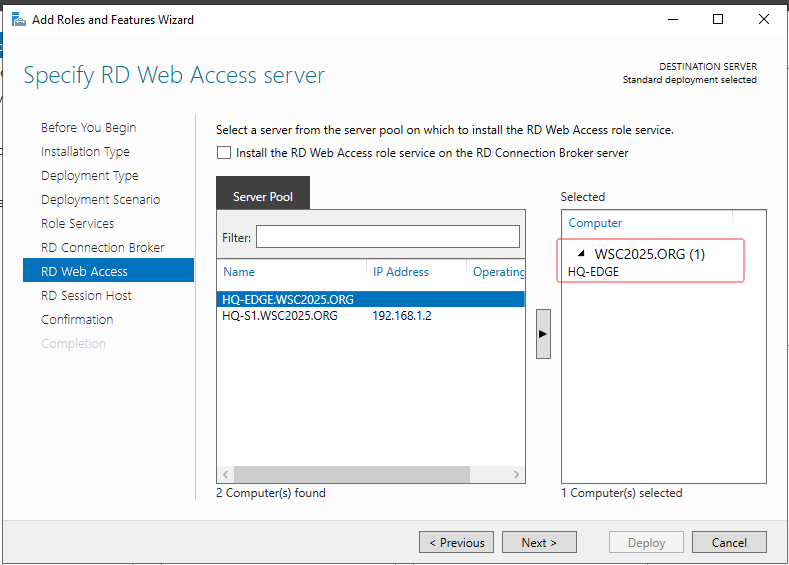 Add Roles and Features Wizard
Specify RD Web Access server
DESTINATION SERVER
Standard deployment selected
Before You Begin
Installation Type
Deployment Type
Deployment Scenario
Role Services
RD Connection Broker
RD Web Access
RD Session Host
Confirmation
Completion
Select a server from the server pool on which to install the RD Web Access role service.
Install the RD Web Access role service on the RD Connection Broker server
Server Pool
Filter:
Name IP Address Operating
HQ-EDGE.WSC2025.ORG
HQ-S1.WSC2025.ORG 192.168.1.2
2 Computer(s) found
Selected
Computer
WSC2025.ORG (1)
HQ-EDGE
1 Computer(s) selected
< Previous Next > Deploy Cancel